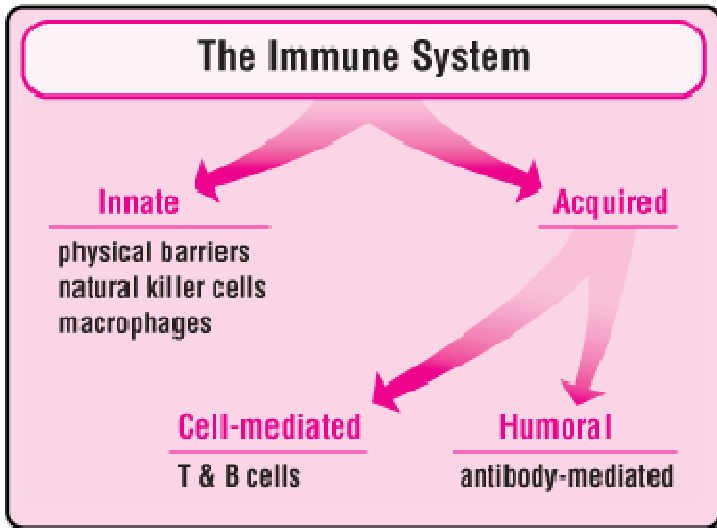 The Immune System
Innate
Acquired
physical barriers
natural killer cells
macrophages
Cell-mediated
Humoral
T & B cells
antibody-mediated